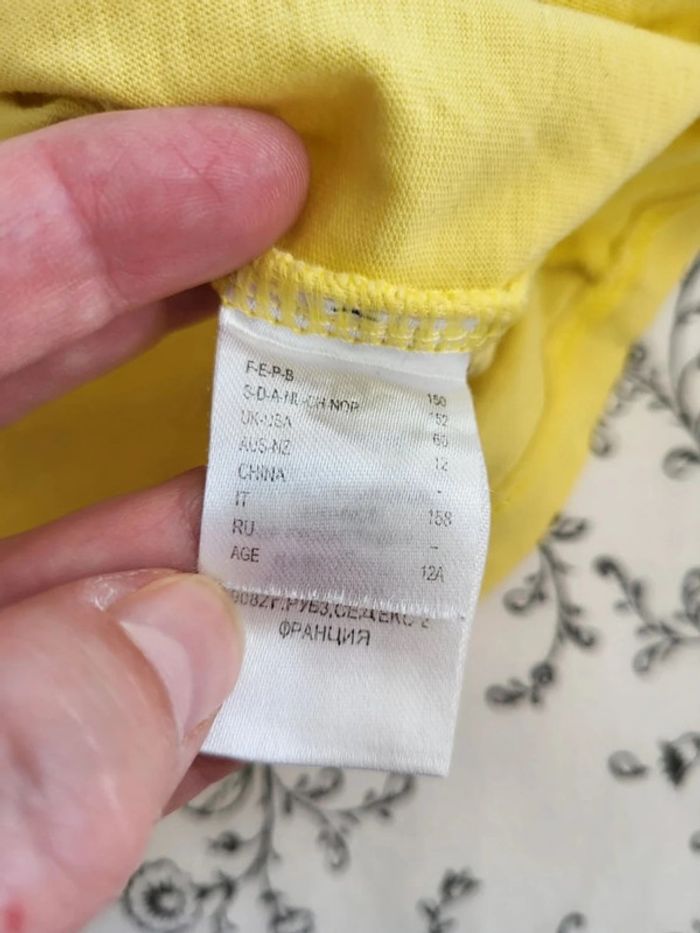 F-E-P-B 150
S-D-A-NL-CH NOR 152
UK-USA 60
AUS-NZ 12
CHINA -
IT 158
RU -
AGE 12A
ФРАНЦИЯ